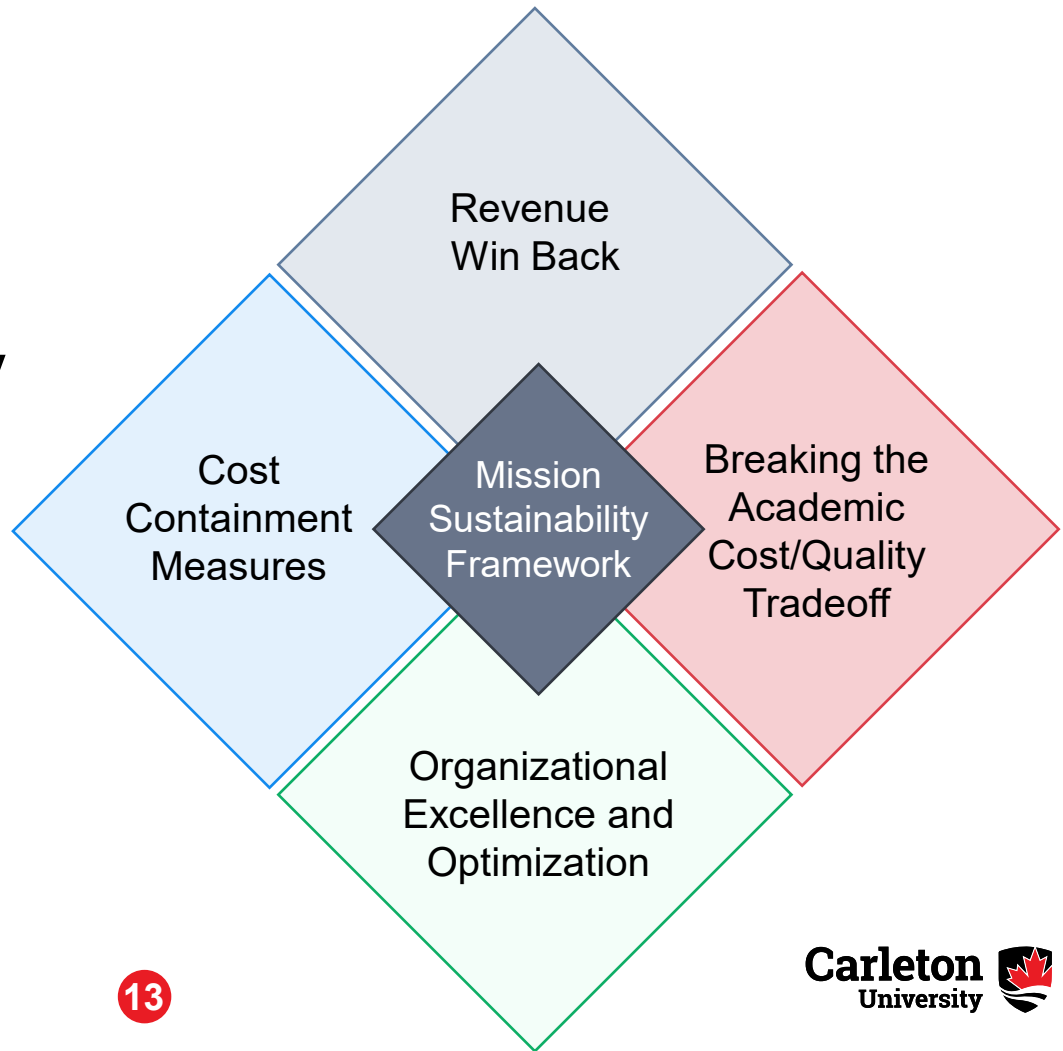 Revenue
Win Back
Cost
Containment
Measures
Mission
Sustainability
Framework
Breaking the
Academic
Cost/Quality
Tradeoff
Organizational
Excellence and
Optimization
13
Carleton
University